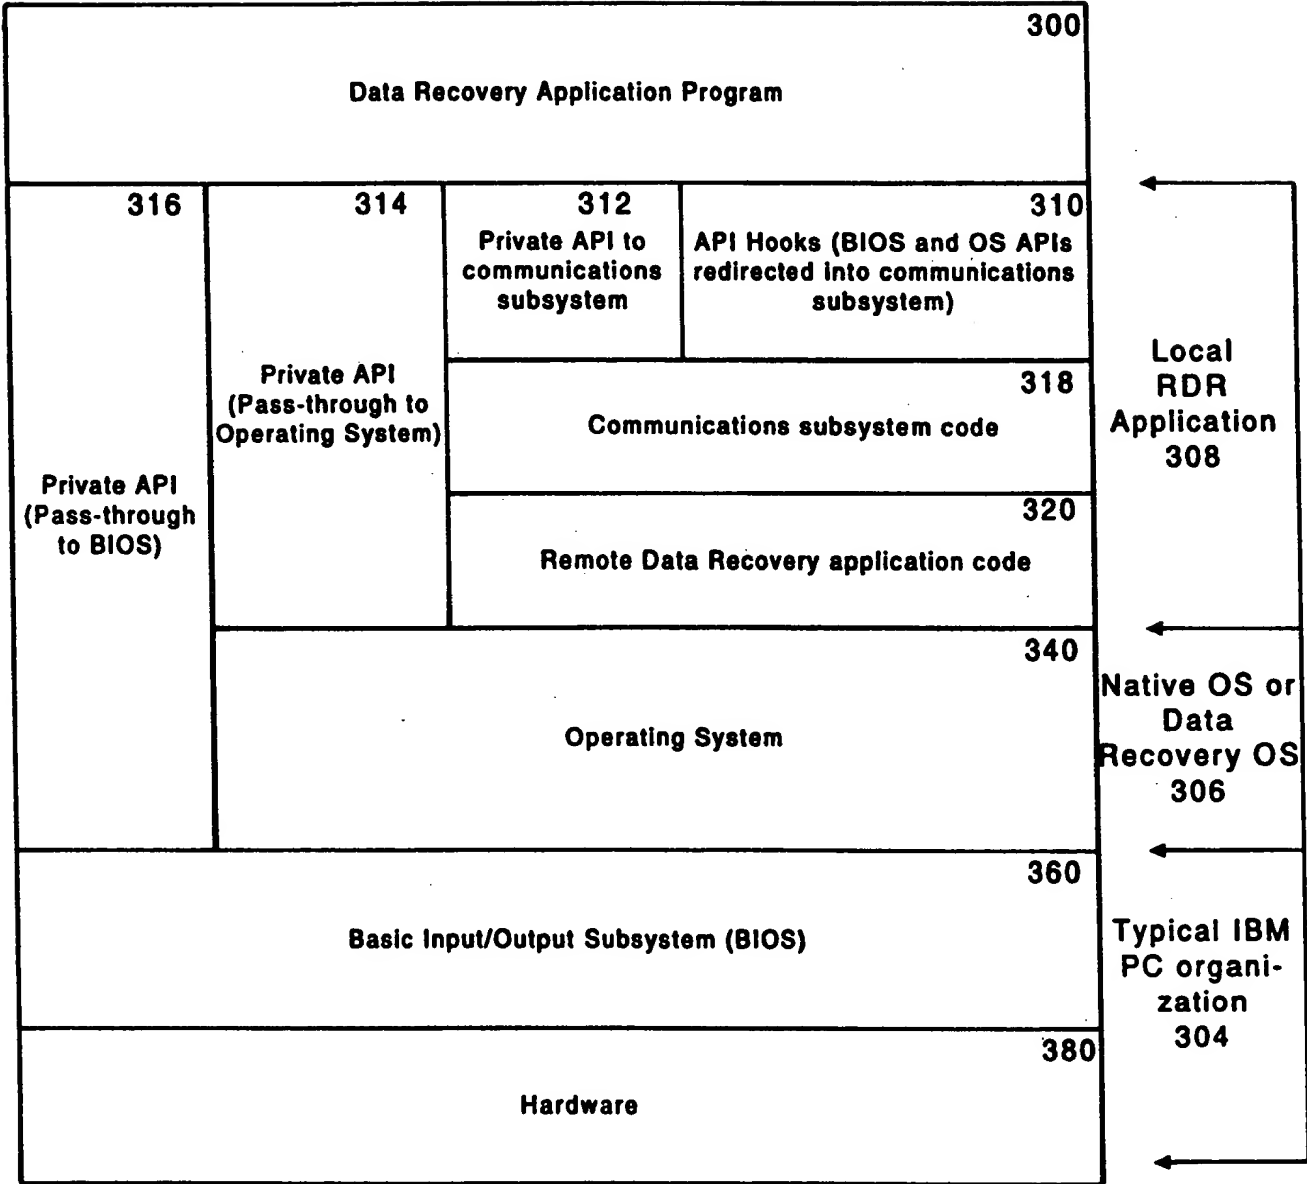 300
Data Recovery Application Program
316
314
312
310
Private API to
communications
subsystem
API Hooks (BIOS and OS APIs
redirected into communications
subsystem)
Private API
(Pass-through to
Operating System)
Private API
(Pass-through
to BIOS)
318
Communications subsystem code
320
Remote Data Recovery application code
Local
RDR
Application
308
340
Operating System
Native OS or
Data
Recovery OS
306
360
Basic Input/Output Subsystem (BIOS)
Typical IBM
PC organi-
zation
304
380
Hardware